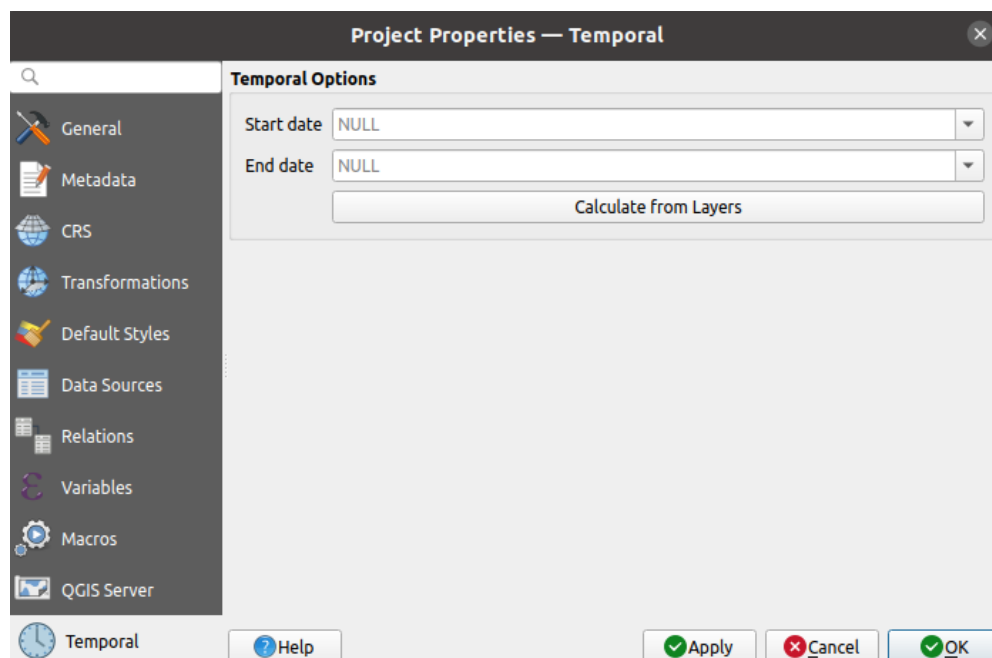 Project Properties — Temporal
Temporal Options
General
Metadata
CRS
Transformations
Default Styles
Data Sources
Relations
Variables
Macros
QGIS Server
Temporal
Start date NULL
End date NULL
Calculate from Layers
Help
Apply
Cancel
OK